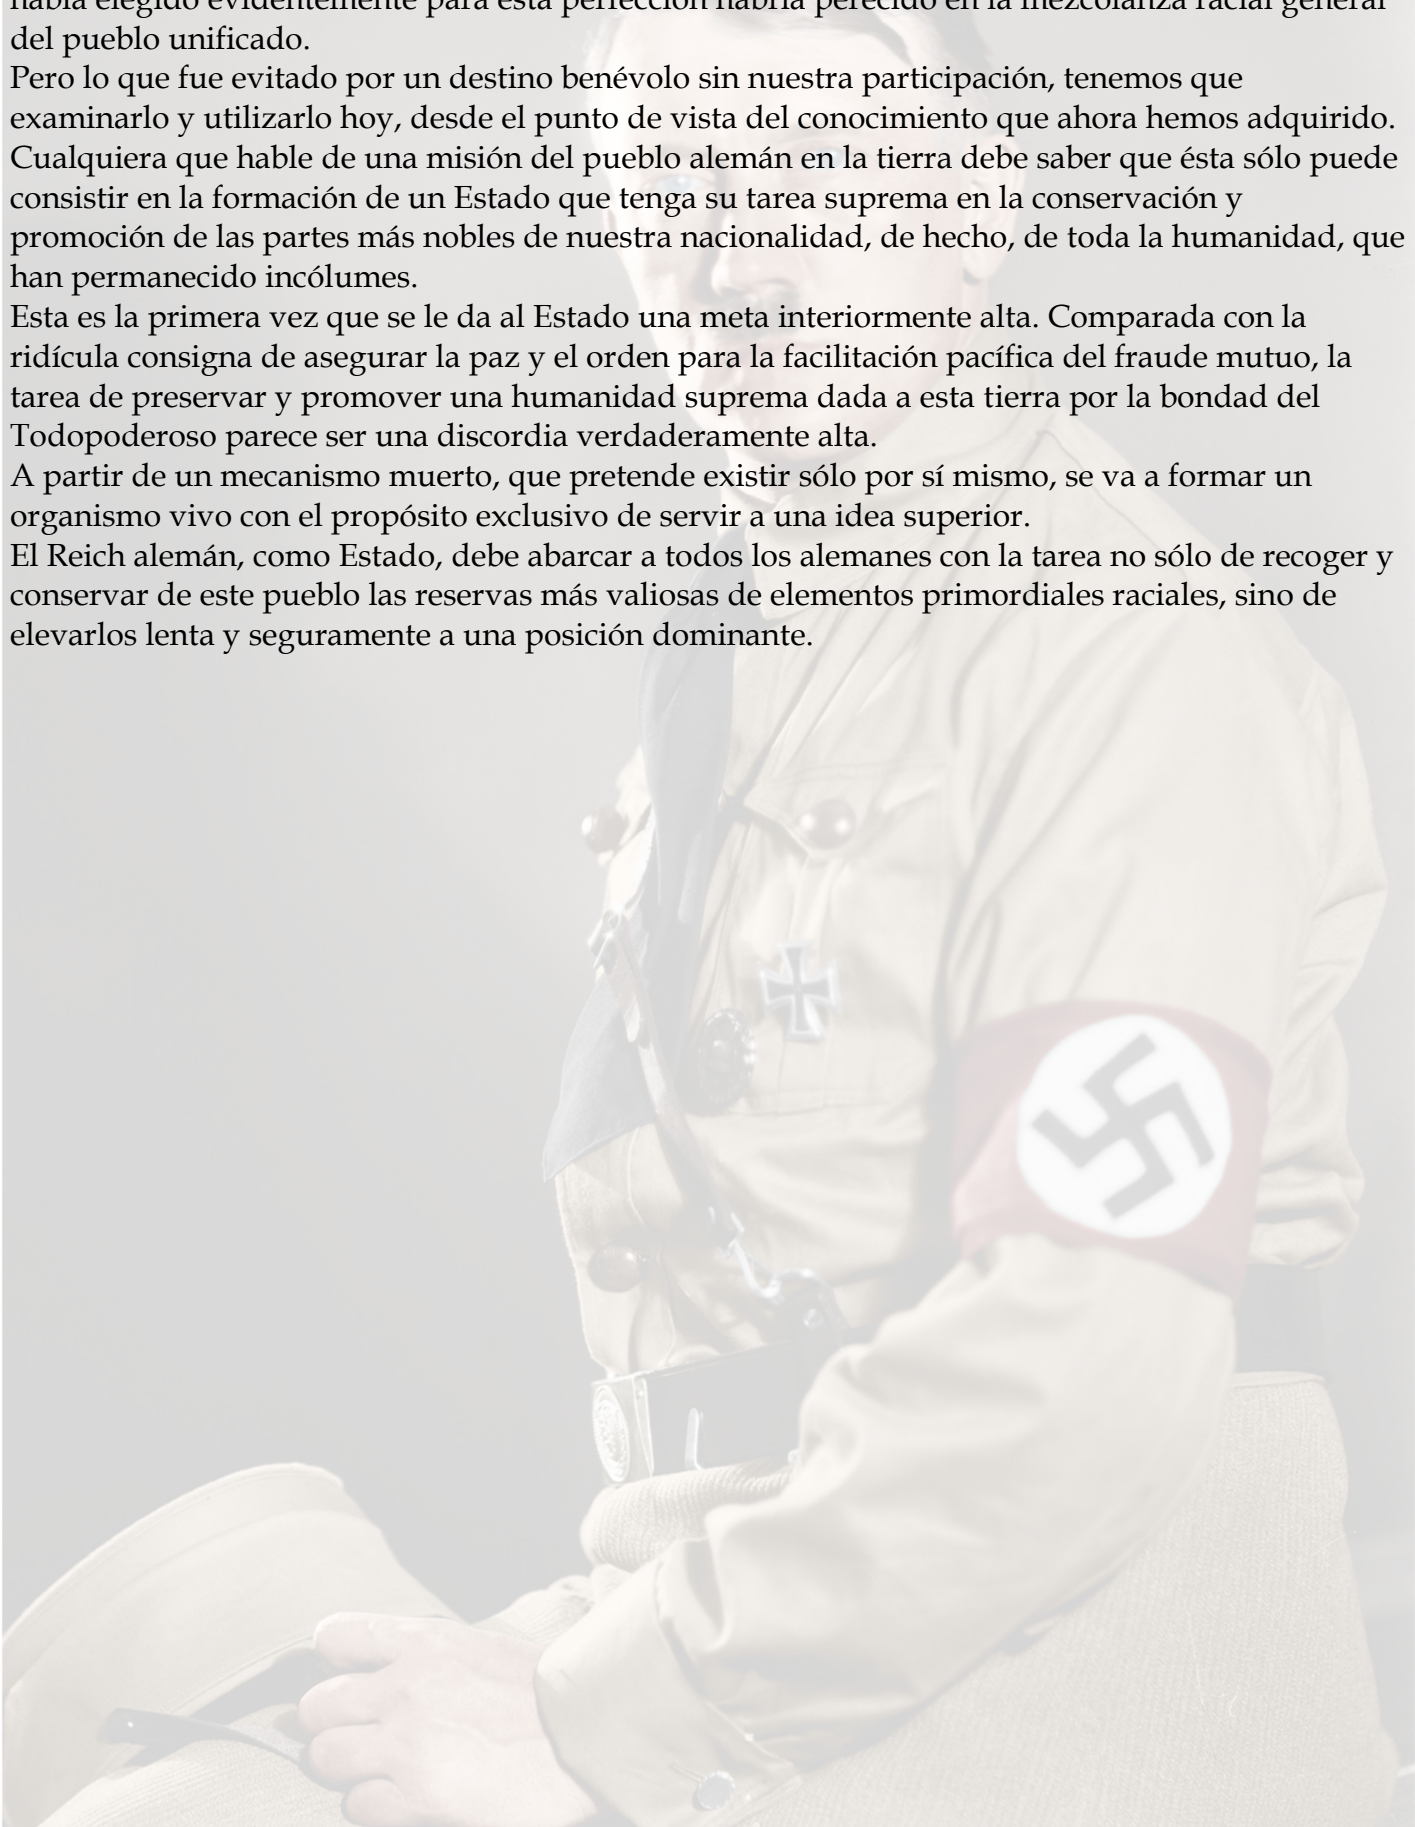 había elegido evidentemente para esta perfección habría perecido en la mezcolanza racial general
del pueblo unificado.
Pero lo que fue evitado por un destino benévolo sin nuestra participación, tenemos que
examinarlo y utilizarlo hoy, desde el punto de vista del conocimiento que ahora hemos adquirido.
Cualquiera que hable de una misión del pueblo alemán en la tierra debe saber que ésta sólo puede
consistir en la formación de un Estado que tenga su tarea suprema en la conservación y
promoción de las partes más nobles de nuestra nacionalidad, de hecho, de toda la humanidad, que
han permanecido incólumes.
Esta es la primera vez que se le da al Estado una meta interiormente alta. Comparada con la
ridícula consigna de asegurar la paz y el orden para la facilitación pacífica del fraude mutuo, la
tarea de preservar y promover una humanidad suprema dada a esta tierra por la bondad del
Todopoderoso parece ser una discordia verdaderamente alta.
A partir de un mecanismo muerto, que pretende existir sólo por sí mismo, se va a formar un
organismo vivo con el propósito exclusivo de servir a una idea superior.
El Reich alemán, como Estado, debe abarcar a todos los alemanes con la tarea no sólo de recoger y
conservar de este pueblo las reservas más valiosas de elementos primordiales raciales, sino de
elevarlos lenta y seguramente a una posición dominante.